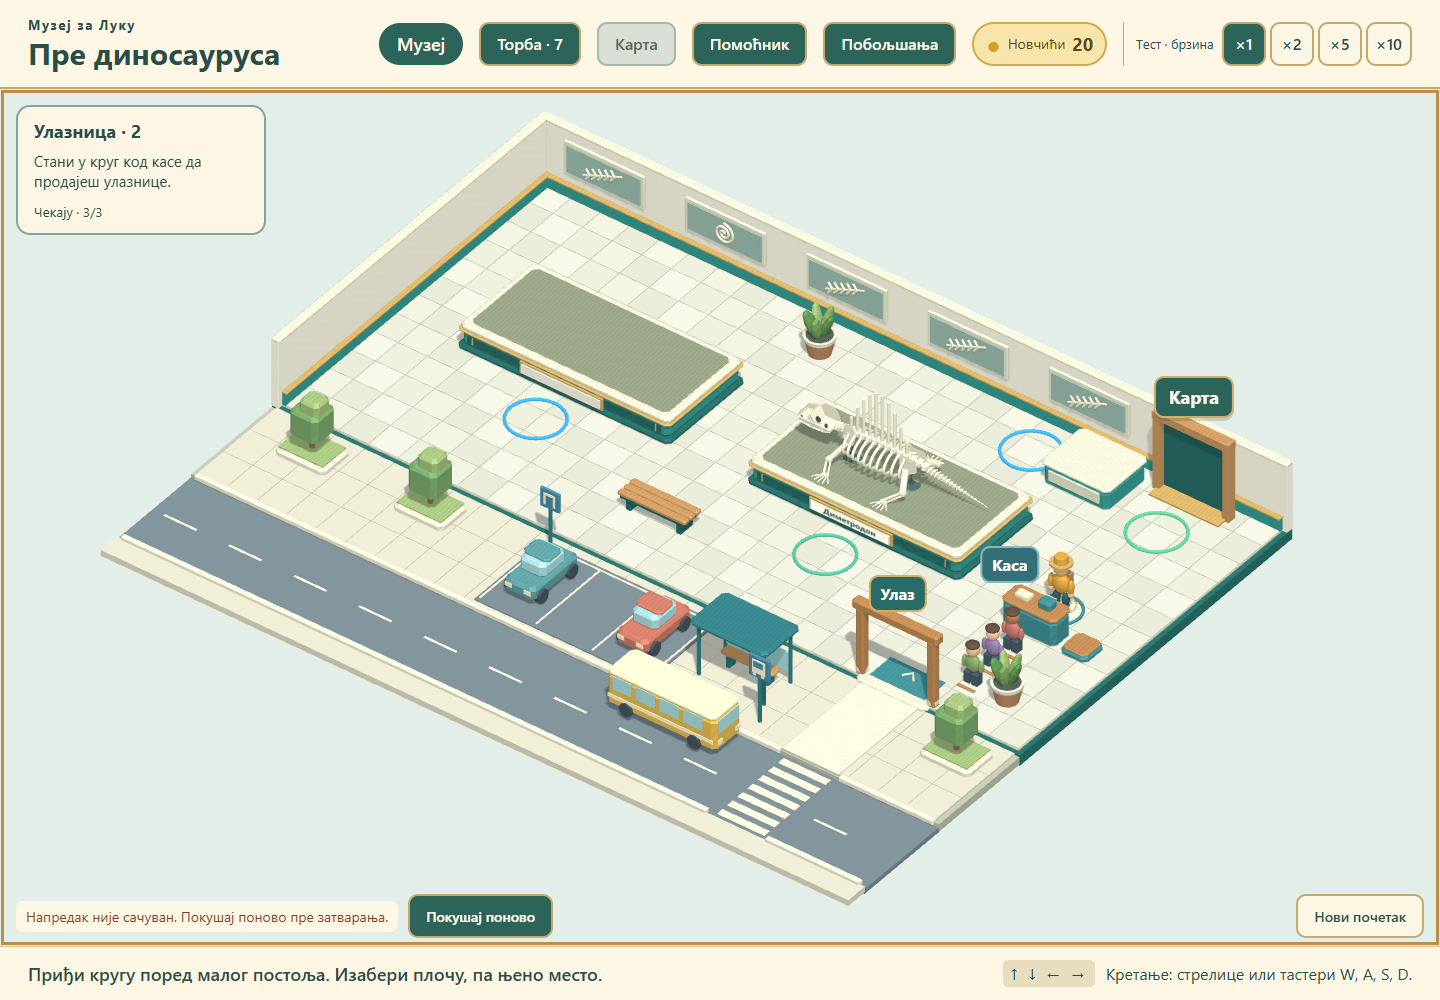 Музеј за Луку
Пре диносауруса
Музеј
Торба · 7
Карта
Помоћник
Побољшања
Новчићи 20
Тест · брзина
×1
×2
×5
×10
Улазница · 2
Стани у круг код касе да
продајеш улазнице.
Чекају · 3/3
Карта
Диметродон
Каса
Улаз
Напредак није сачуван. Покушај поново пре затварања.
Покушај поново
Нови почетак
Приђи кругу поред малог постоља. Изабери плочу, па њено место.
↑ ↓ ← →
Кретање: стрелице или тастери W, A, S, D.